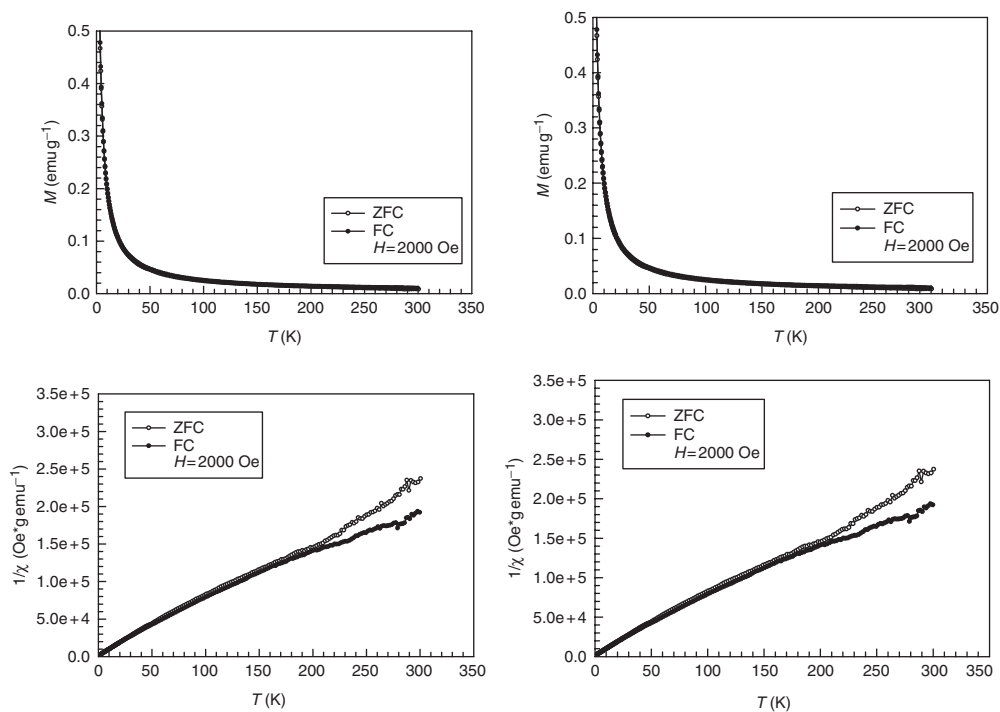 0.5
0.4
0.3
0.2
0.1
0.0
M (emu g⁻¹)
ZFC
FC
H=2000 Oe
0 50 100 150 200 250 300 350
T (K)
0.5
0.4
0.3
0.2
0.1
0.0
M (emu g⁻¹)
ZFC
FC
H=2000 Oe
0 50 100 150 200 250 300 350
T (K)
3.5e+5
3.0e+5
2.5e+5
2.0e+5
1.5e+5
1.0e+5
5.0e+4
0.0
1/χ (Oe*gemu⁻¹)
ZFC
FC
H=2000 Oe
0 50 100 150 200 250 300 350
T (K)
3.5e+5
3.0e+5
2.5e+5
2.0e+5
1.5e+5
1.0e+5
5.0e+4
0.0
1/χ (Oe*gemu⁻¹)
ZFC
FC
H=2000 Oe
0 50 100 150 200 250 300 350
T (K)